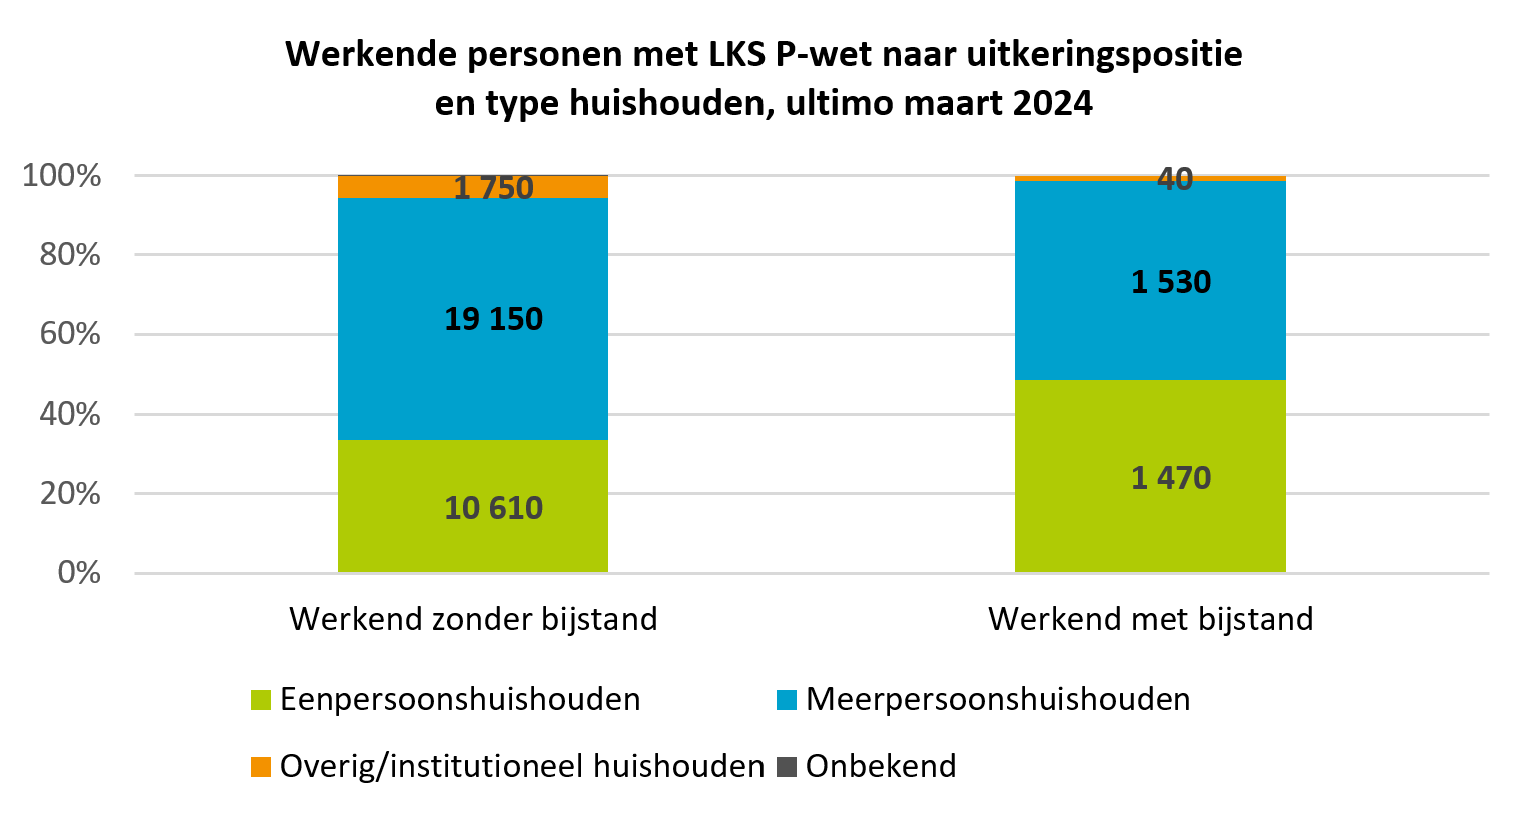 Werkende personen met LKS P-wet naar uitkeringspositie
en type huishouden, ultimo maart 2024
100%
80%
60%
40%
20%
0%
1 750
19 150
10 610
40
1 530
1 470
Werkend zonder bijstand
Werkend met bijstand
Eenpersoonshuishouden
Meerpersoonshuishouden
Overig/institutioneel huishouden
Onbekend